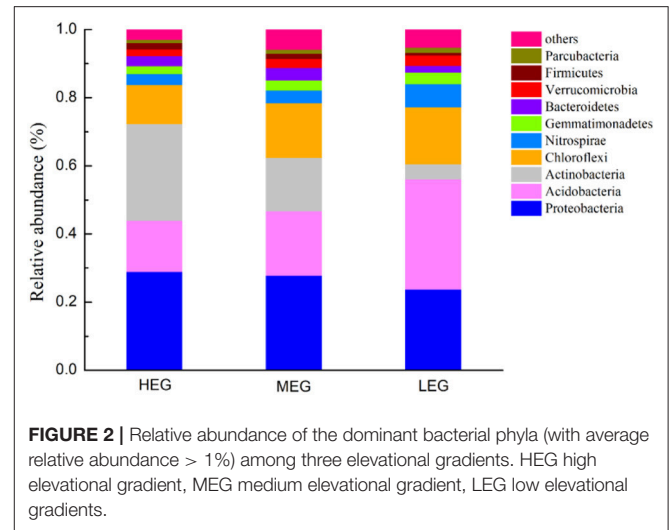 1.0
0.8
0.6
0.4
0.2
0.0
Relative abundance (%)
HEG
MEG
LEG
others
Parcubacteria
Firmicutes
Verrucomicrobia
Bacteroidetes
Gemmatimonadetes
Nitrospirae
Chloroflexi
Actinobacteria
Acidobacteria
Proteobacteria
FIGURE 2 | Relative abundance of the dominant bacterial phyla (with average
relative abundance > 1%) among three elevational gradients. HEG high
elevational gradient, MEG medium elevational gradient, LEG low elevational
gradients.